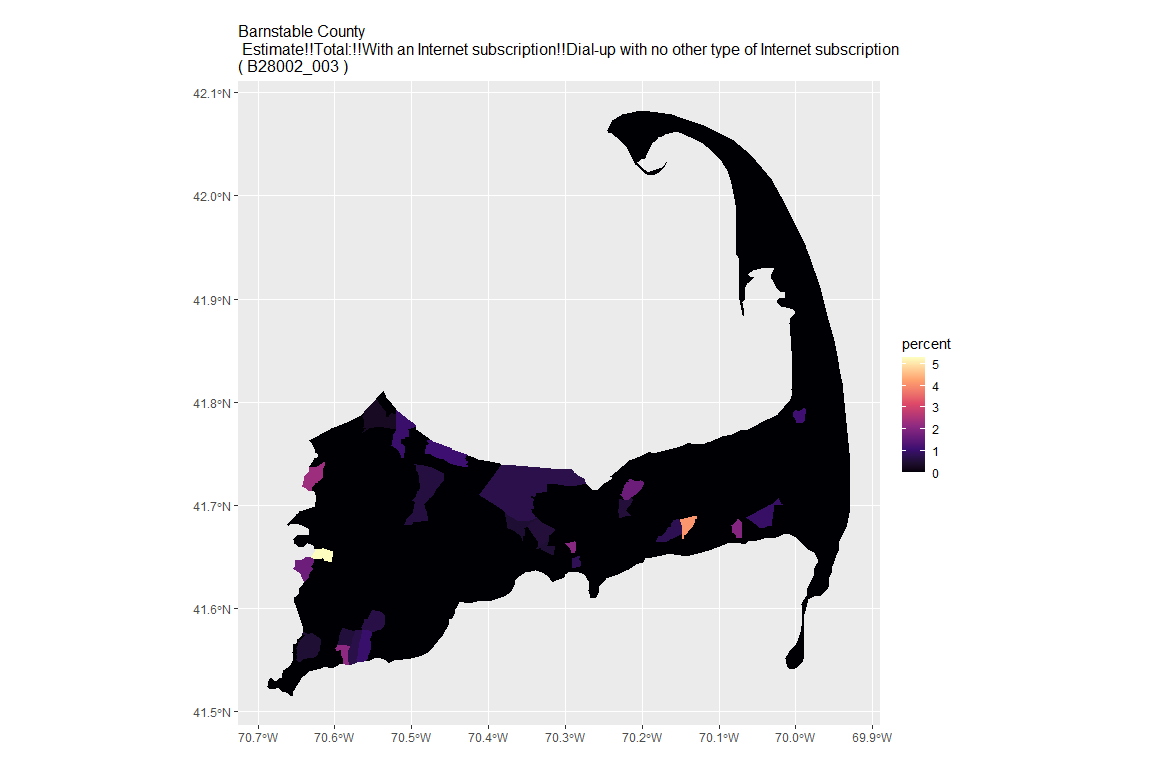 Barnstable County
Estimate!!Total:!!With an Internet subscription!!Dial-up with no other type of Internet subscription
( B28002_003 )
42.1°N
42.0°N
41.9°N
41.8°N
41.7°N
41.6°N
41.5°N
70.7°W 70.6°W 70.5°W 70.4°W 70.3°W 70.2°W 70.1°W 70.0°W 69.9°W
percent
5
4
3
2
1
0